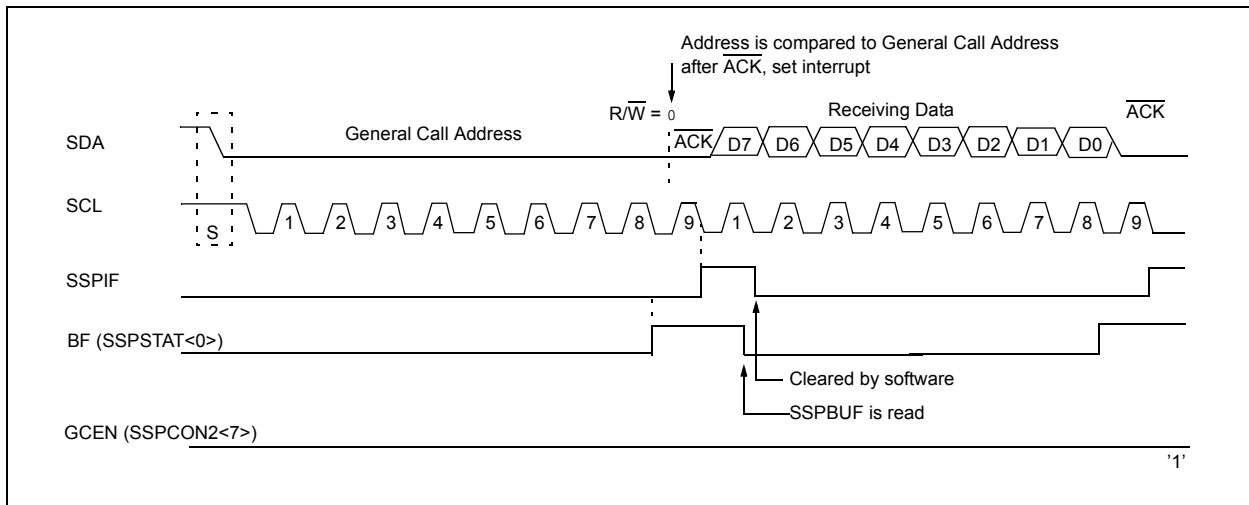 Address is compared to General Call Address
after ACK, set interrupt
R/W = 0
Receiving Data
ACK
SDA
General Call Address
ACK
D7 D6 D5 D4 D3 D2 D1 D0
SCL
S
1 2 3 4 5 6 7 8 9 1 2 3 4 5 6 7 8 9
SSPIF
BF (SSPSTAT<0>)
Cleared by software
SSPBUF is read
GCEN (SSPCON2<7>)
'1'